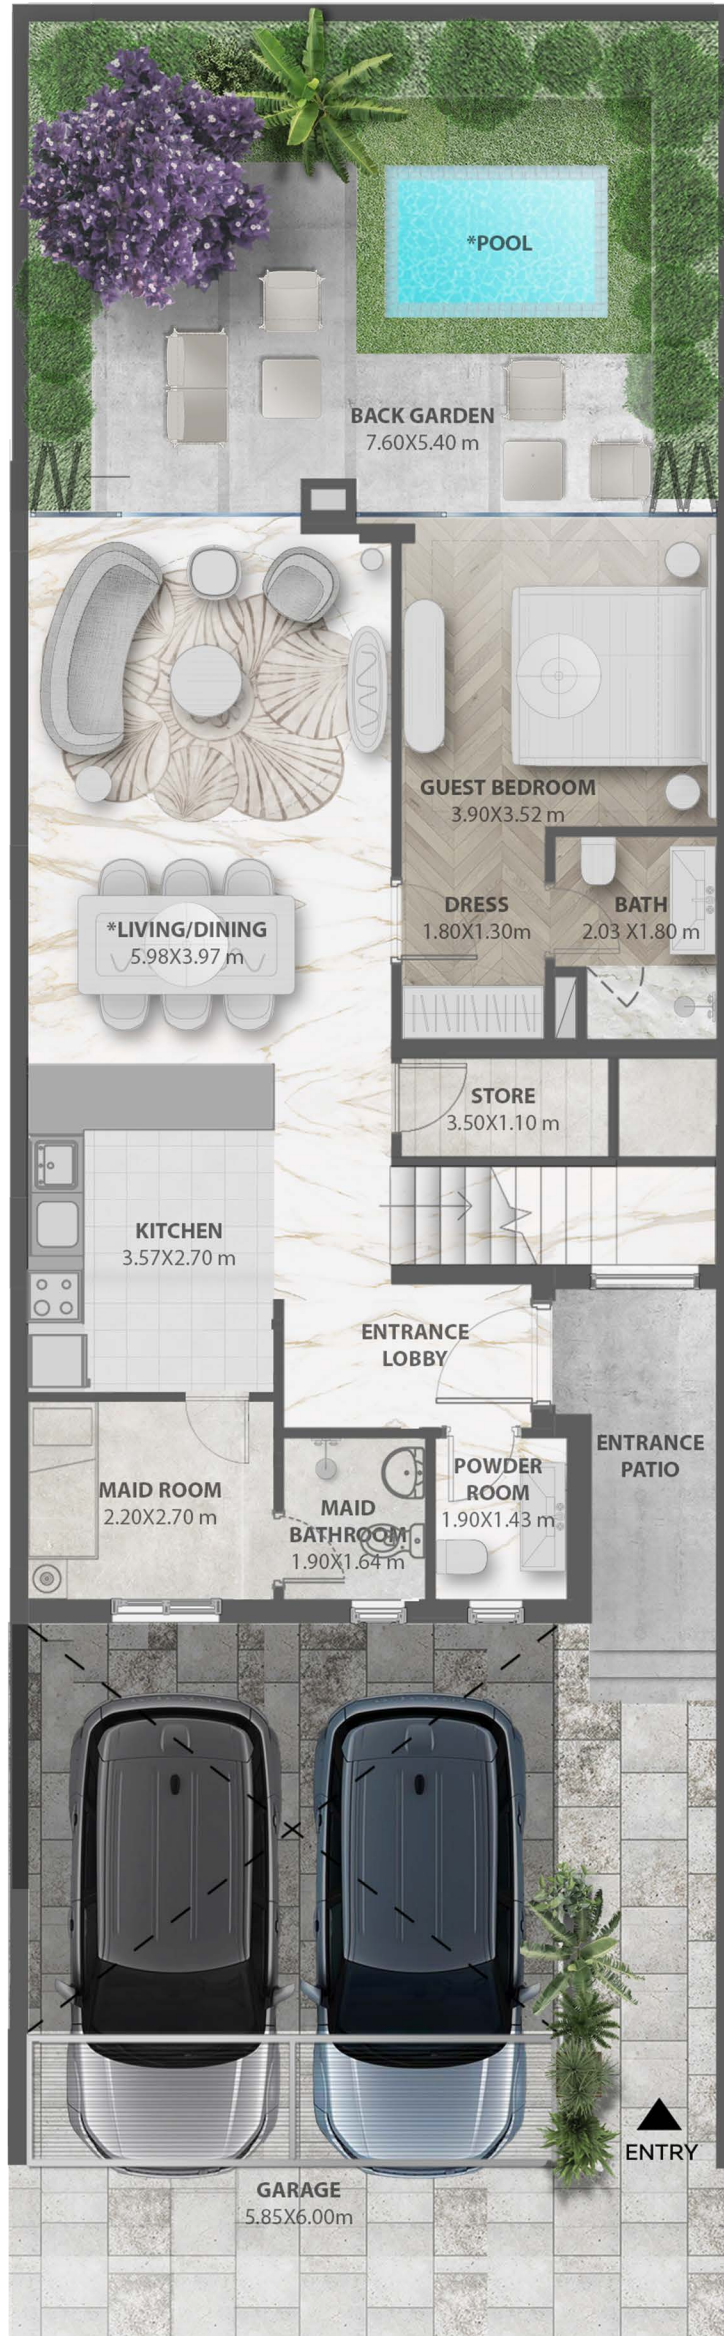 *POOL
BACK GARDEN
7.60X5.40 m
GUEST BEDROOM
3.90X3.52 m
*LIVING/DINING
5.98X3.97 m
DRESS
1.80X1.30m
BATH
2.03 X1.80 m
STORE
3.50X1.10 m
KITCHEN
3.57X2.70 m
ENTRANCE
LOBBY
ENTRANCE
PATIO
MAID ROOM
2.20X2.70 m
MAID
BATHROOM
1.90X1.64 m
POWDER
ROOM
1.90X1.43 m
ENTRY
GARAGE
5.85X6.00m